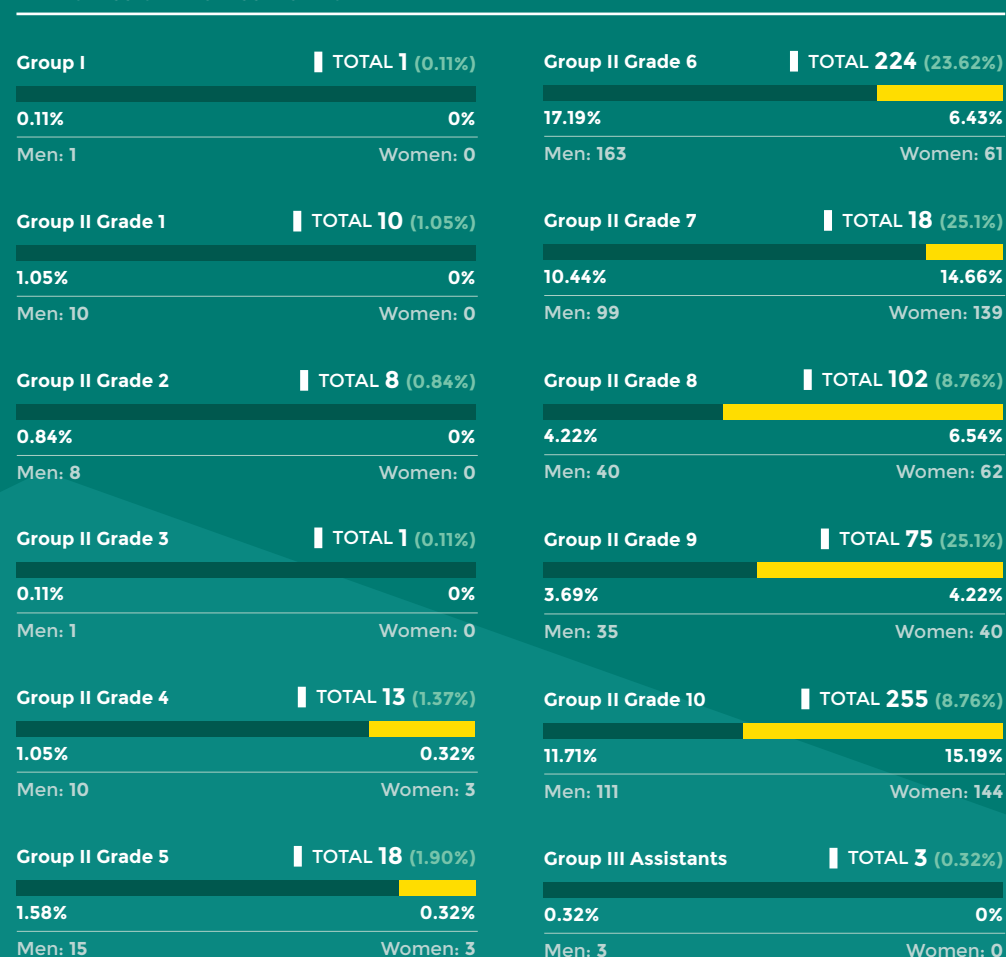 Group I TOTAL 1 (0.11%)
0.11% 0%
Men: 1 Women: 0
Group II Grade 1 TOTAL 10 (1.05%)
1.05% 0%
Men: 10 Women: 0
Group II Grade 2 TOTAL 8 (0.84%)
0.84% 0%
Men: 8 Women: 0
Group II Grade 3 TOTAL 1 (0.11%)
0.11% 0%
Men: 1 Women: 0
Group II Grade 4 TOTAL 13 (1.37%)
1.05% 0.32%
Men: 10 Women: 3
Group II Grade 5 TOTAL 18 (1.90%)
1.58% 0.32%
Men: 15 Women: 3
Group II Grade 6 TOTAL 224 (23.62%)
17.19% 6.43%
Men: 163 Women: 61
Group II Grade 7 TOTAL 18 (25.1%)
10.44% 14.66%
Men: 99 Women: 139
Group II Grade 8 TOTAL 102 (8.76%)
4.22% 6.54%
Men: 40 Women: 62
Group II Grade 9 TOTAL 75 (25.1%)
3.69% 4.22%
Men: 35 Women: 40
Group II Grade 10 TOTAL 255 (8.76%)
11.71% 15.19%
Men: 111 Women: 144
Group III Assistants TOTAL 3 (0.32%)
0.32% 0%
Men: 3 Women: 0